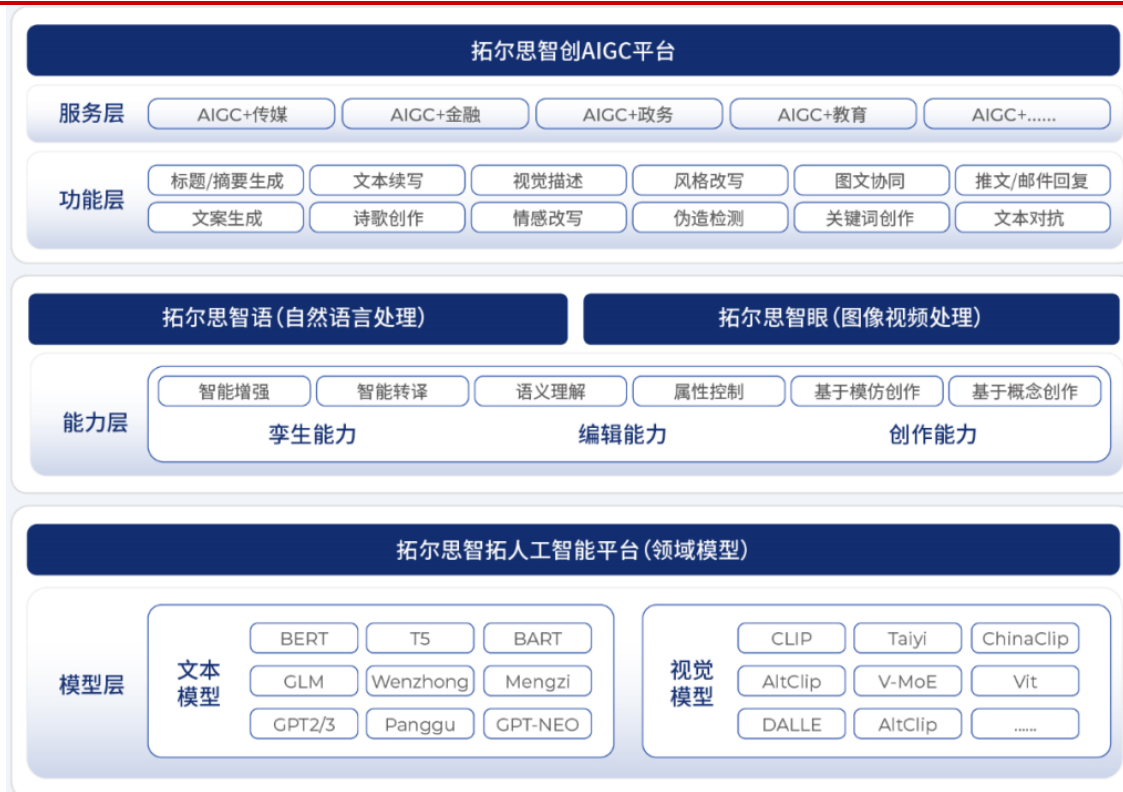 拓尔思智创AIGC平台
服务层 AIGC+传媒 AIGC+金融 AIGC+政务 AIGC+教育 AIGC+......
功能层
标题/摘要生成 文本续写 视觉描述 风格改写 图文协同 推文/邮件回复
文案生成 诗歌创作 情感改写 伪造检测 关键词创作 文本对抗
拓尔思智语(自然语言处理) 拓尔思智眼(图像视频处理)
能力层
智能增强 智能转译 语义理解 属性控制 基于模仿创作 基于概念创作
孪生能力 编辑能力 创作能力
拓尔思智拓人工智能平台(领域模型)
模型层
文本
模型
BERT T5 BART
GLM Wenzhong Mengzi
GPT2/3 Panggu GPT-NEO
视觉
模型
CLIP Taiyi ChinaClip
AltClip V-MoE Vit
DALLE AltClip ......